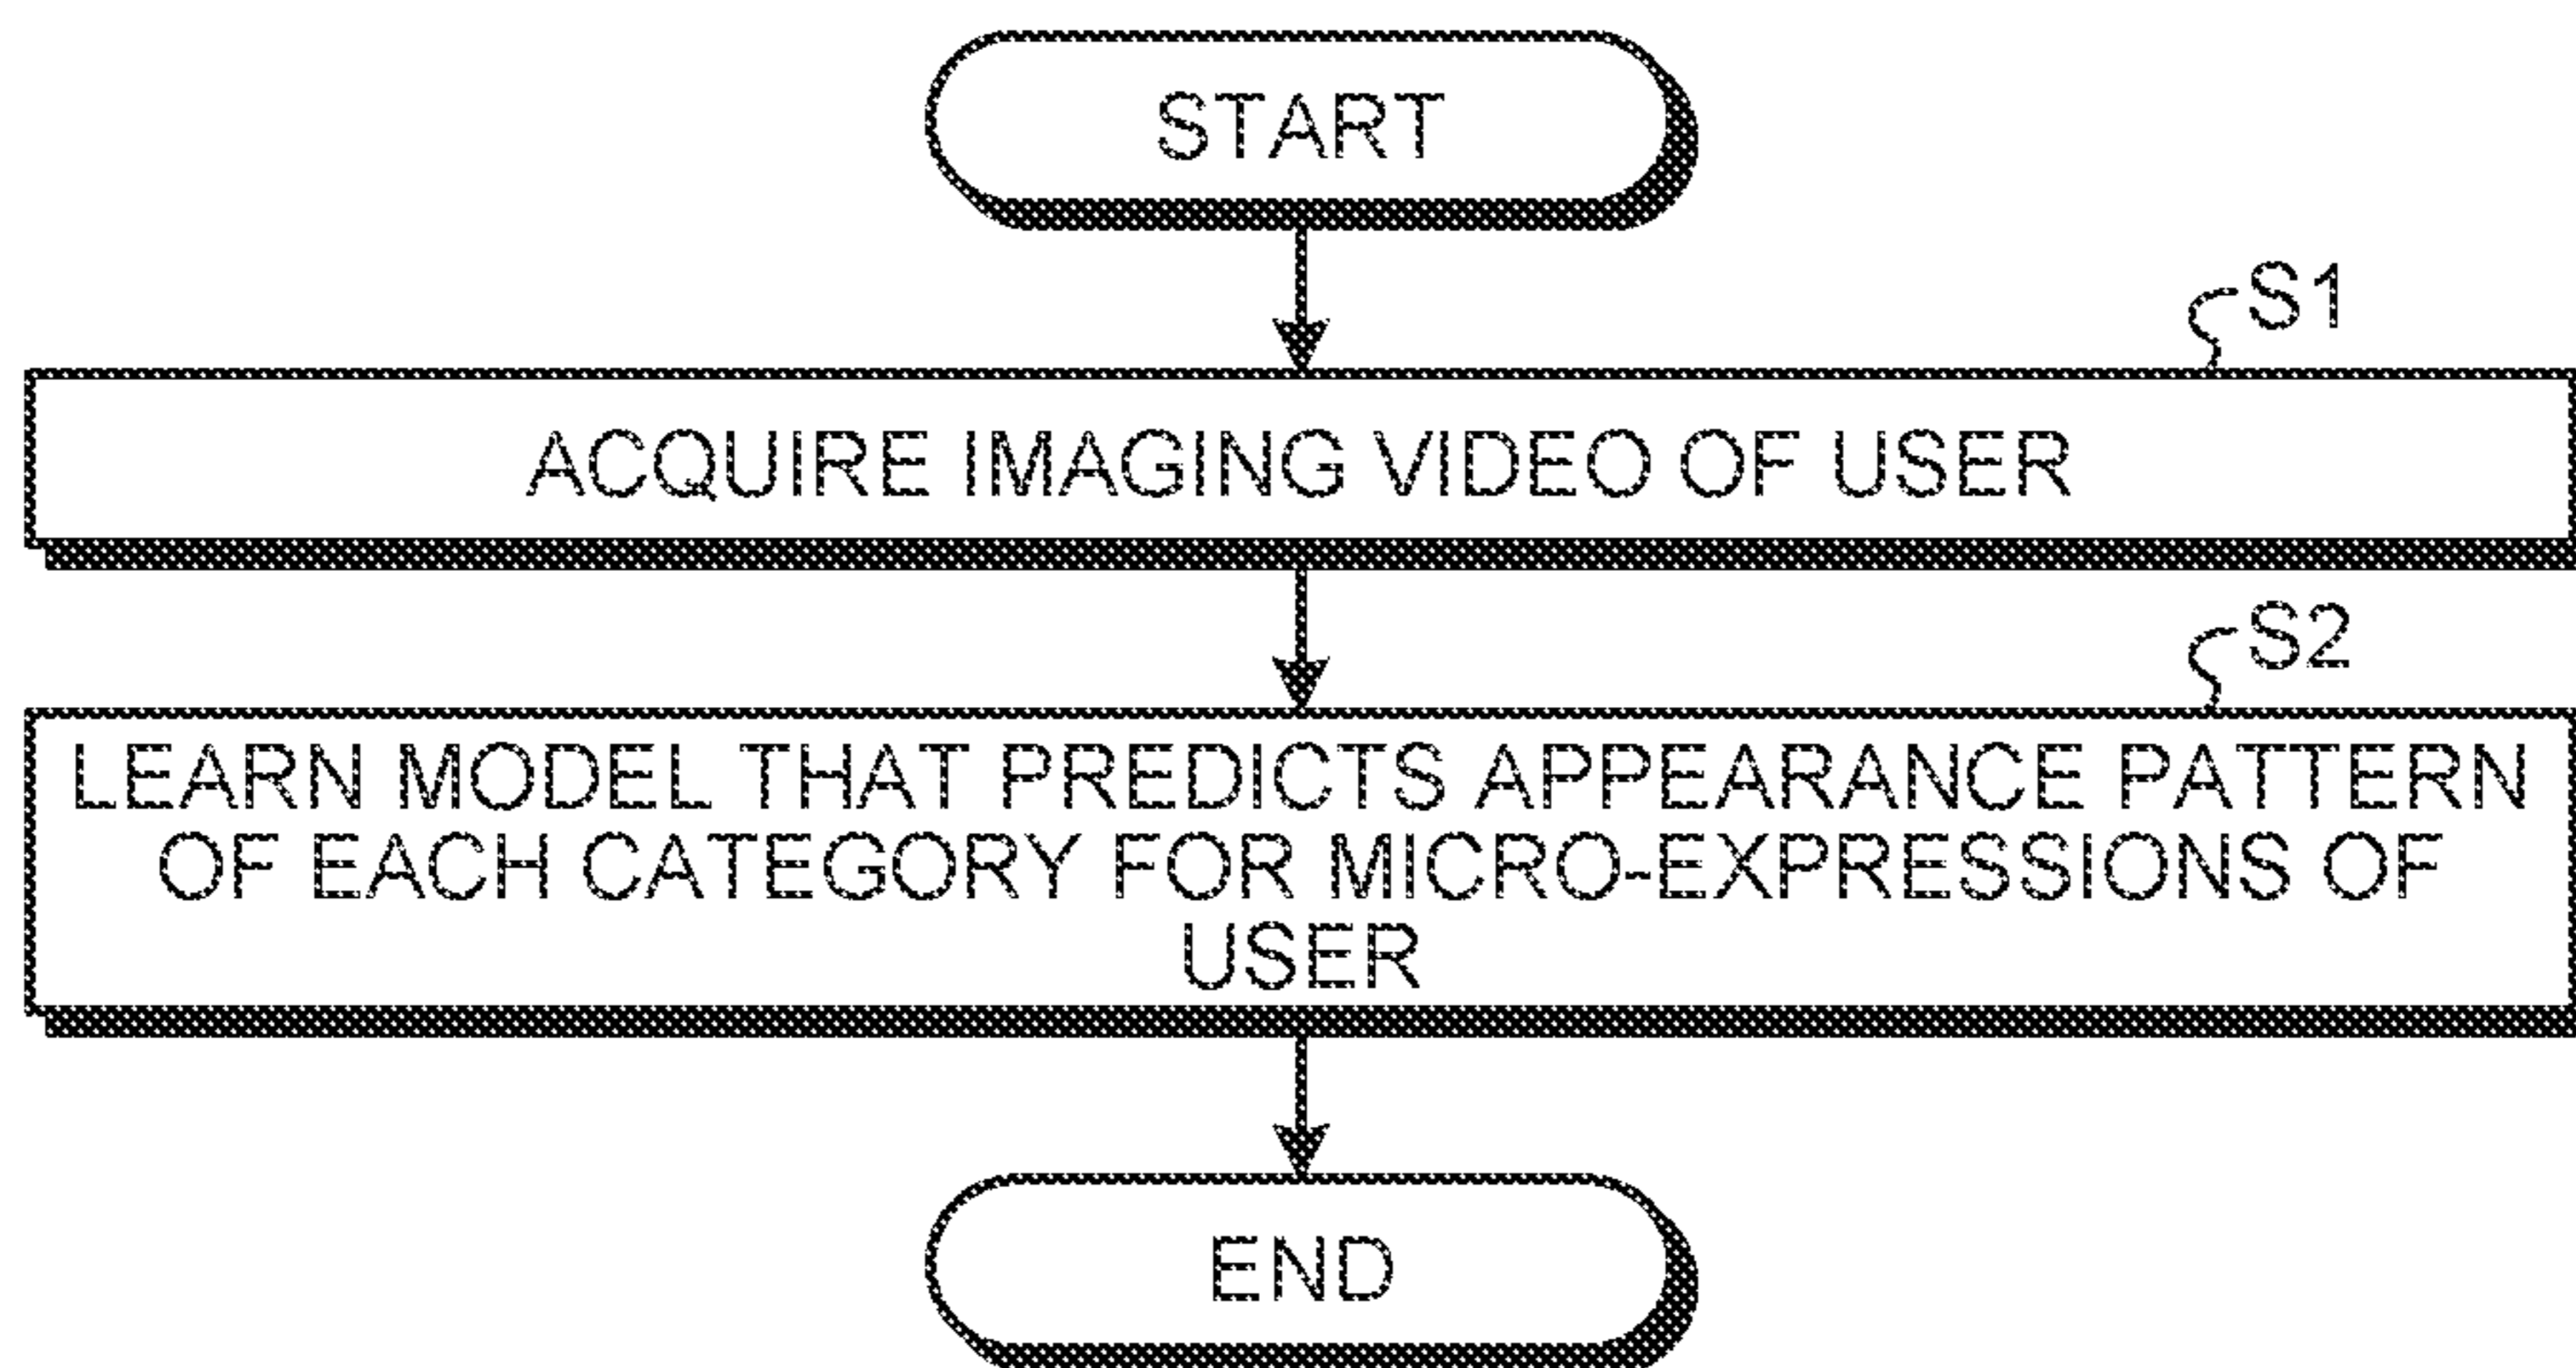 START
S1
ACQUIRE IMAGING VIDEO OF USER
S2
LEARN MODEL THAT PREDICTS APPEARANCE PATTERN
OF EACH CATEGORY FOR MICRO-EXPRESSIONS OF
USER
END